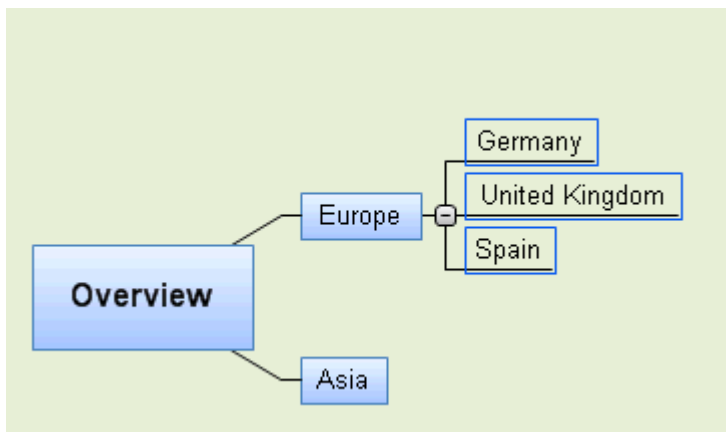 Overview
Europe
Germany
United Kingdom
Spain
Asia